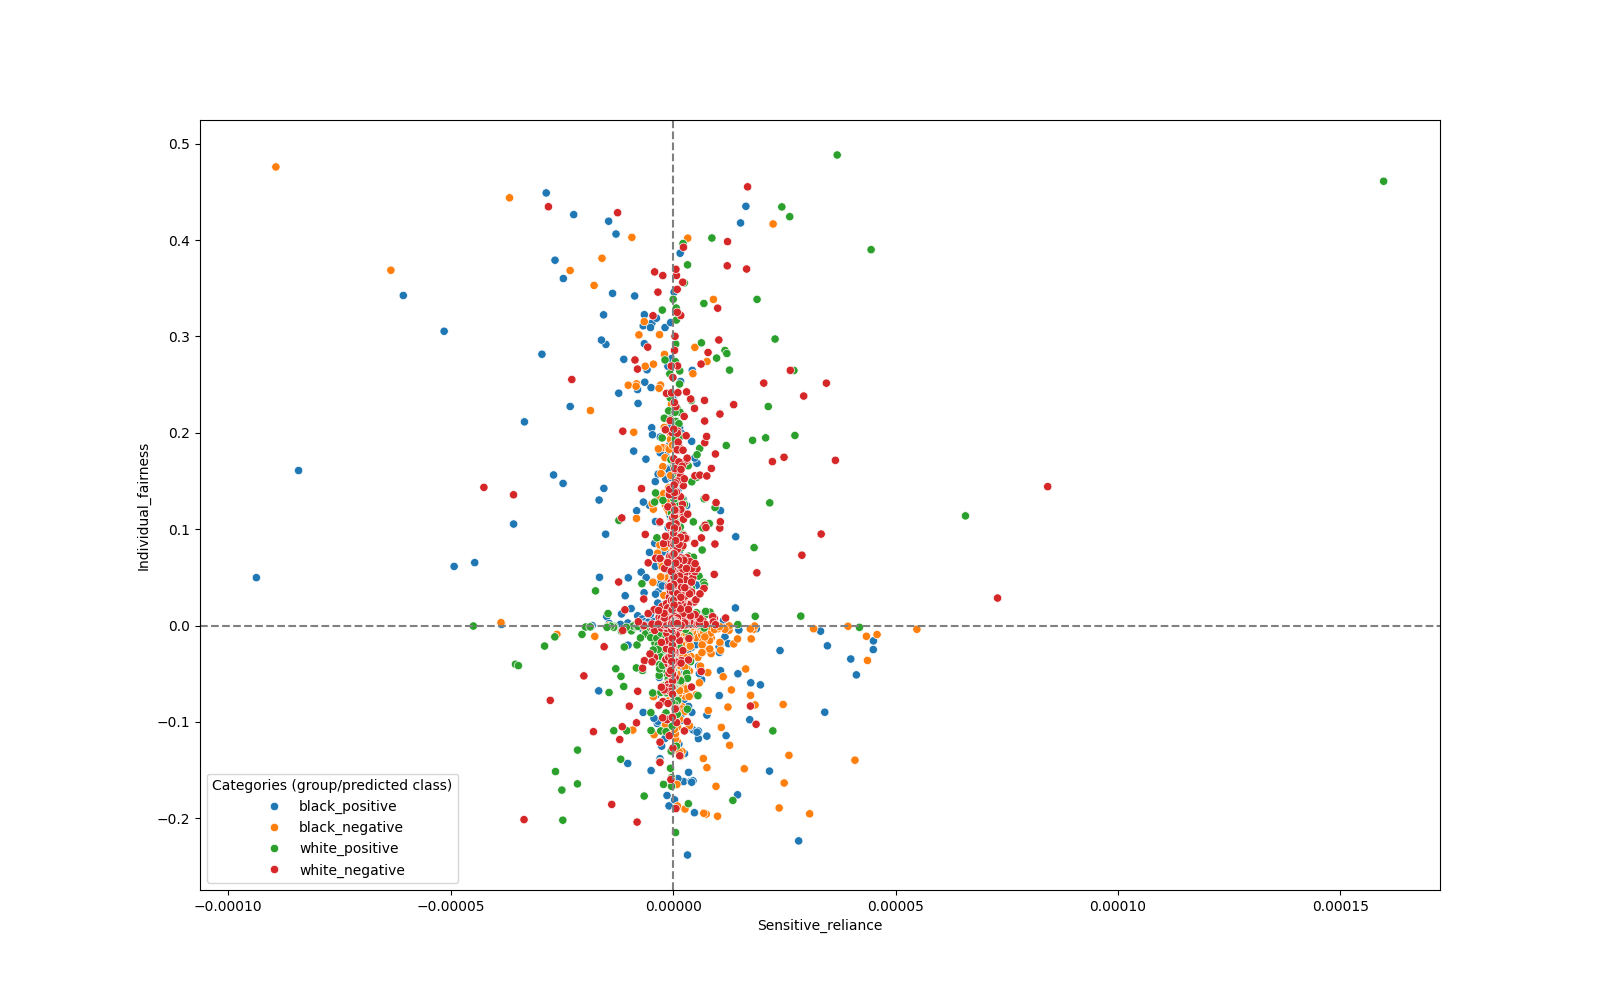 0.5
0.4
0.3
0.2
0.1
0.0
−0.1
−0.2
Individual_fairness
Categories (group/predicted class)
black_positive
black_negative
white_positive
white_negative
−0.00010
−0.00005
0.00000
0.00005
0.00010
0.00015
Sensitive_reliance